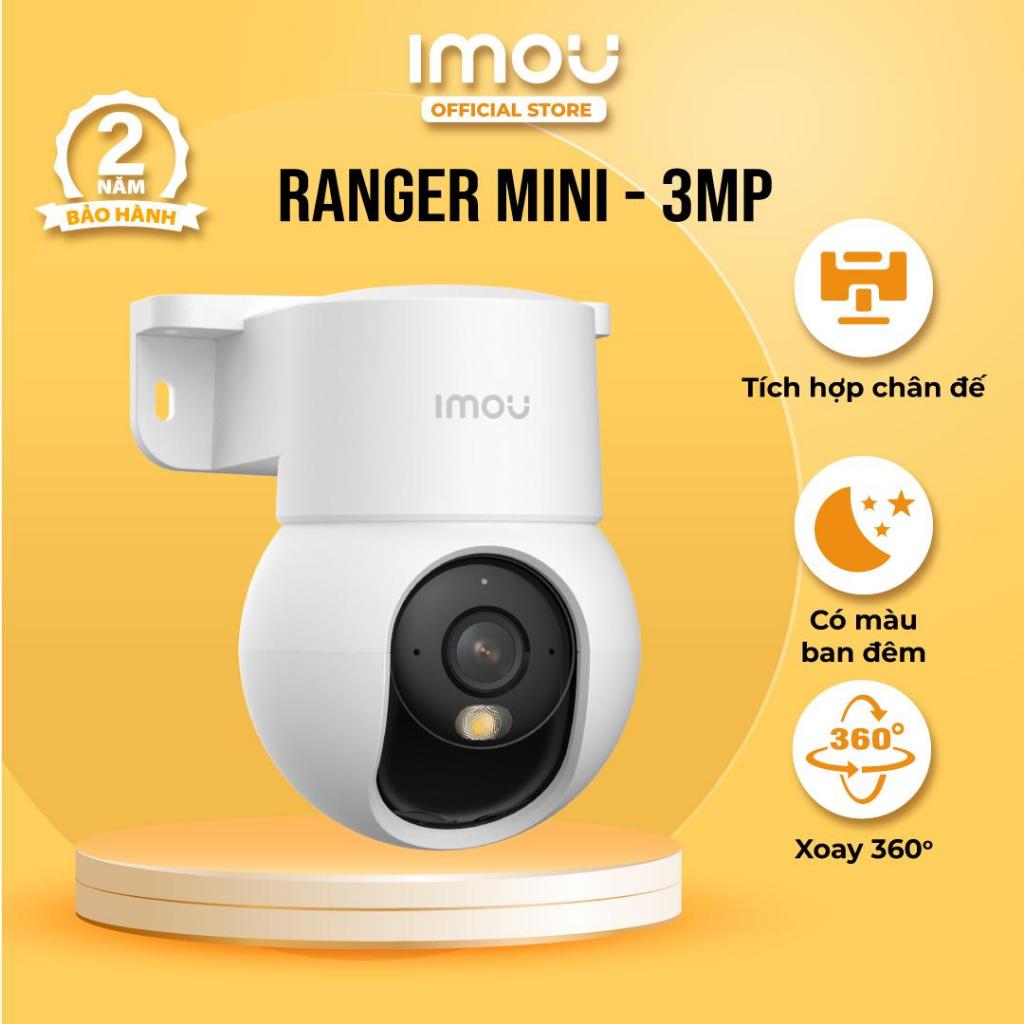 imou
OFFICIAL STORE
2
NĂM
BẢO HÀNH
RANGER MINI - 3MP
imou
Tích hợp chân đế
Có màu
ban đêm
360°
Xoay 360°